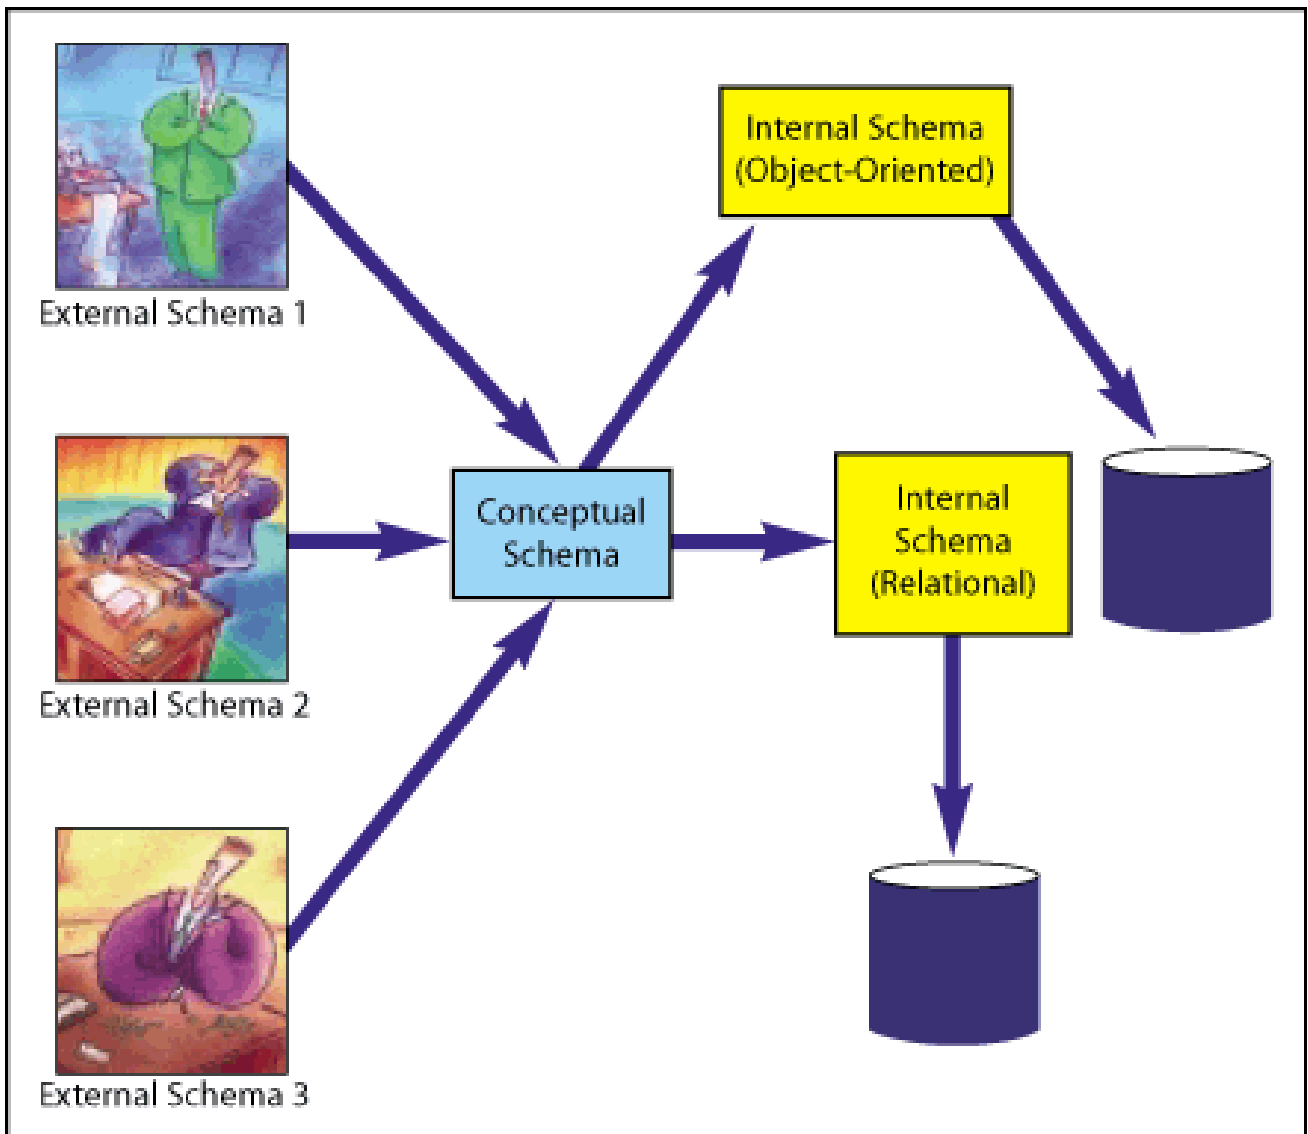 External Schema 1
Internal Schema
(Object-Oriented)
External Schema 2
Conceptual
Schema
Internal
Schema
(Relational)
External Schema 3